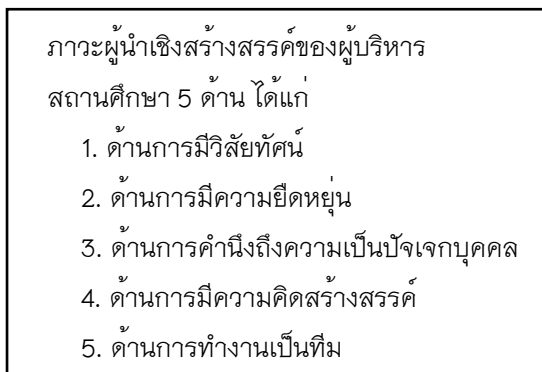 ภาวะผู้นำเชิงสร้างสรรค์ของผู้บริหาร
สถานศึกษา 5 ด้าน ได้แก่
1. ด้านการมีวิสัยทัศน์
2. ด้านการมีความยืดหยุ่น
3. ด้านการคำนึงถึงความเป็นปัจเจกบุคคล
4. ด้านการมีความคิดสร้างสรรค์
5. ด้านการทำงานเป็นทีม